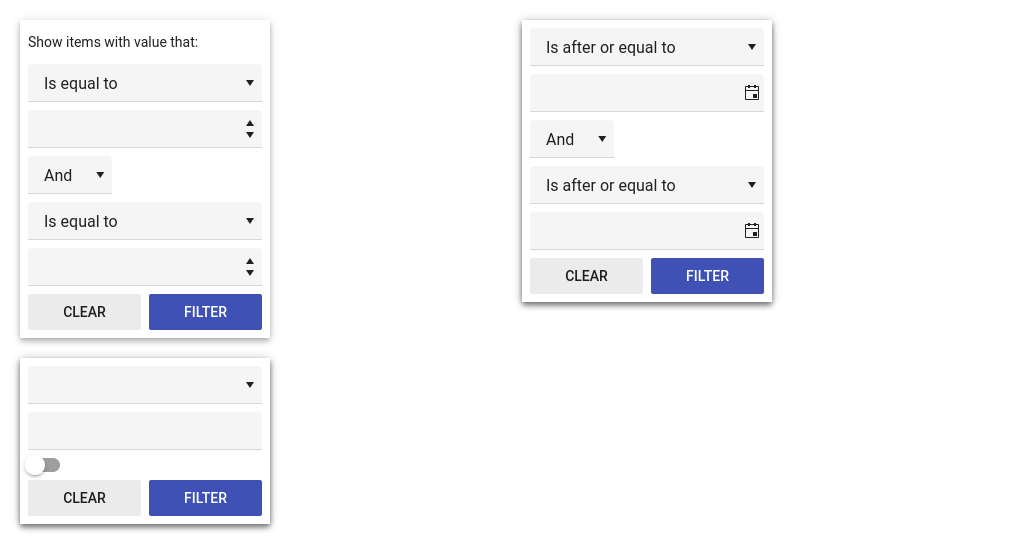 Show items with value that:
Is equal to
And
Is equal to
CLEAR FILTER
Is after or equal to
And
Is after or equal to
CLEAR FILTER
CLEAR FILTER